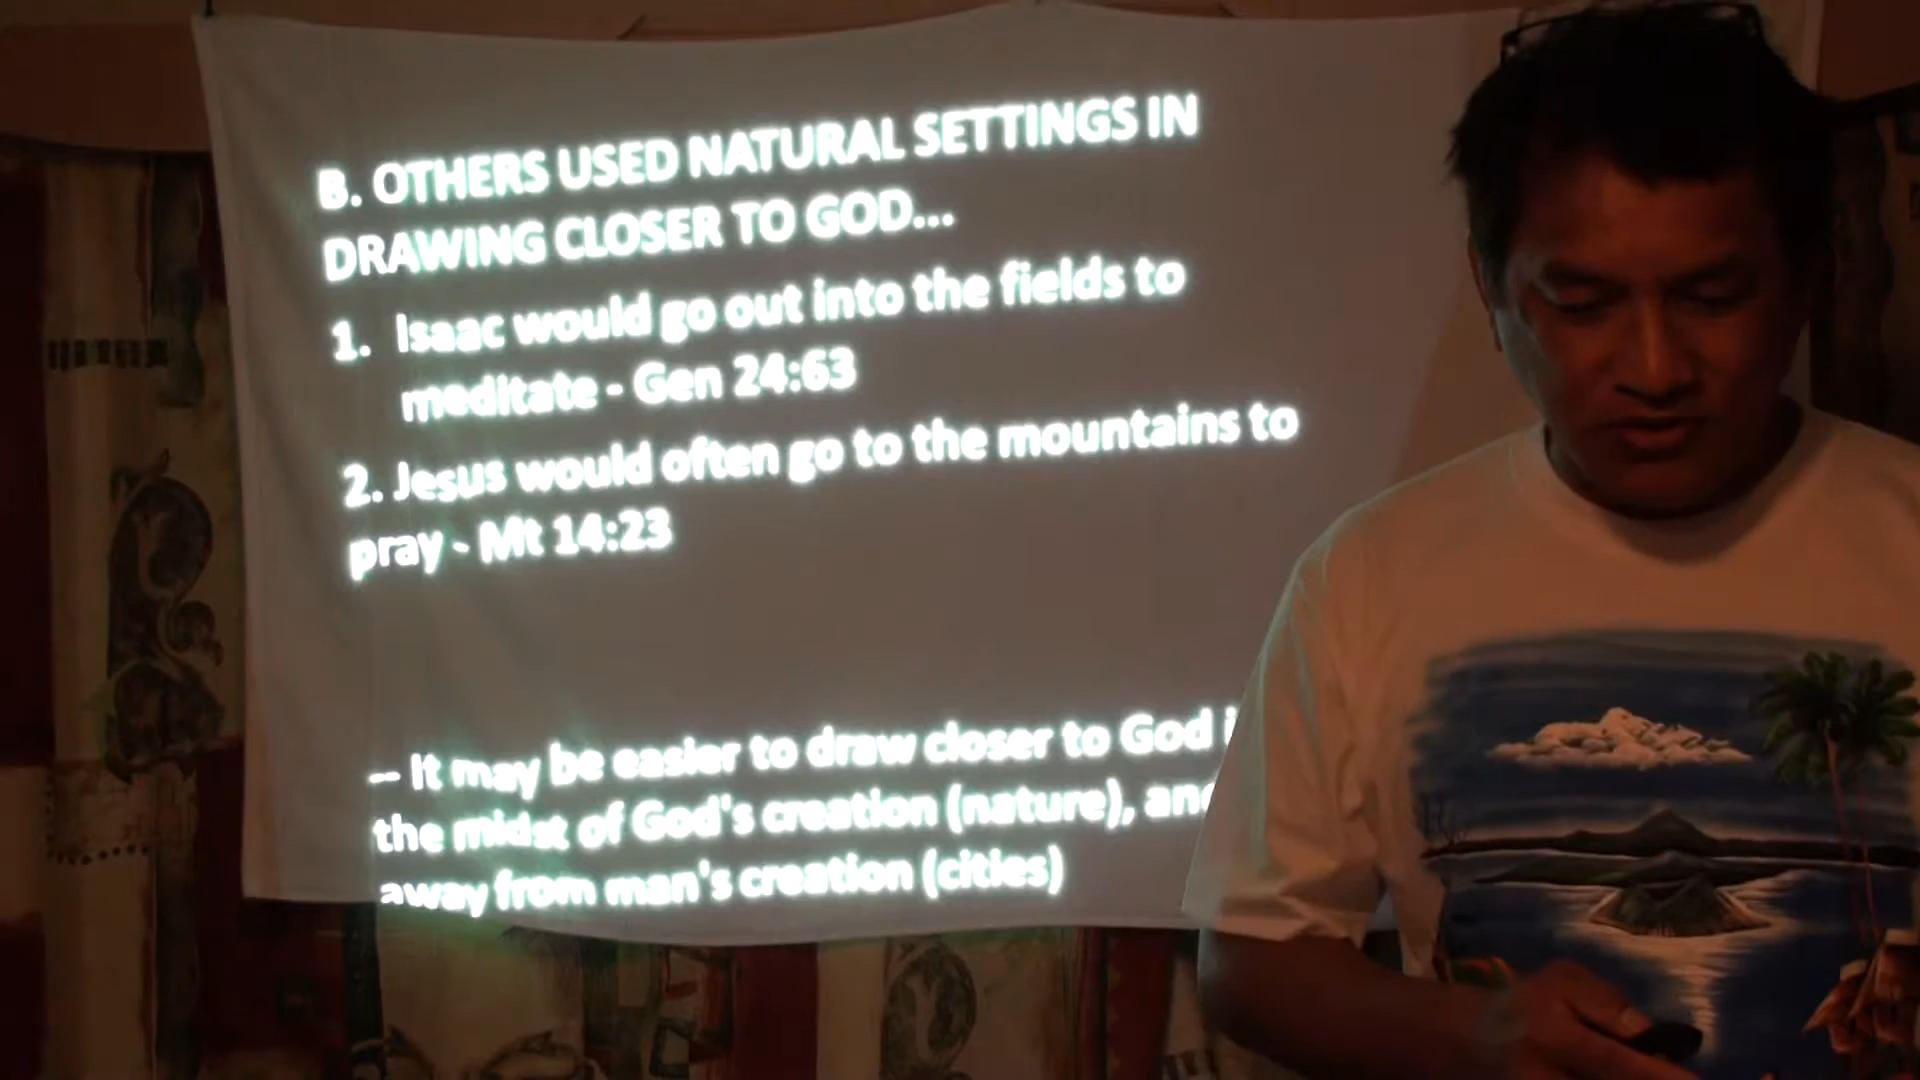 B. OTHERS USED NATURAL SETTINGS IN
DRAWING CLOSER TO GOD...
1. Isaac would go out into the fields to
meditate - Gen 24:63
2. Jesus would often go to the mountains to
pray - Mt 14:23
-- It may be easier to draw closer to God
the midst of God's creation (nature), and
away from man's creation (cities)